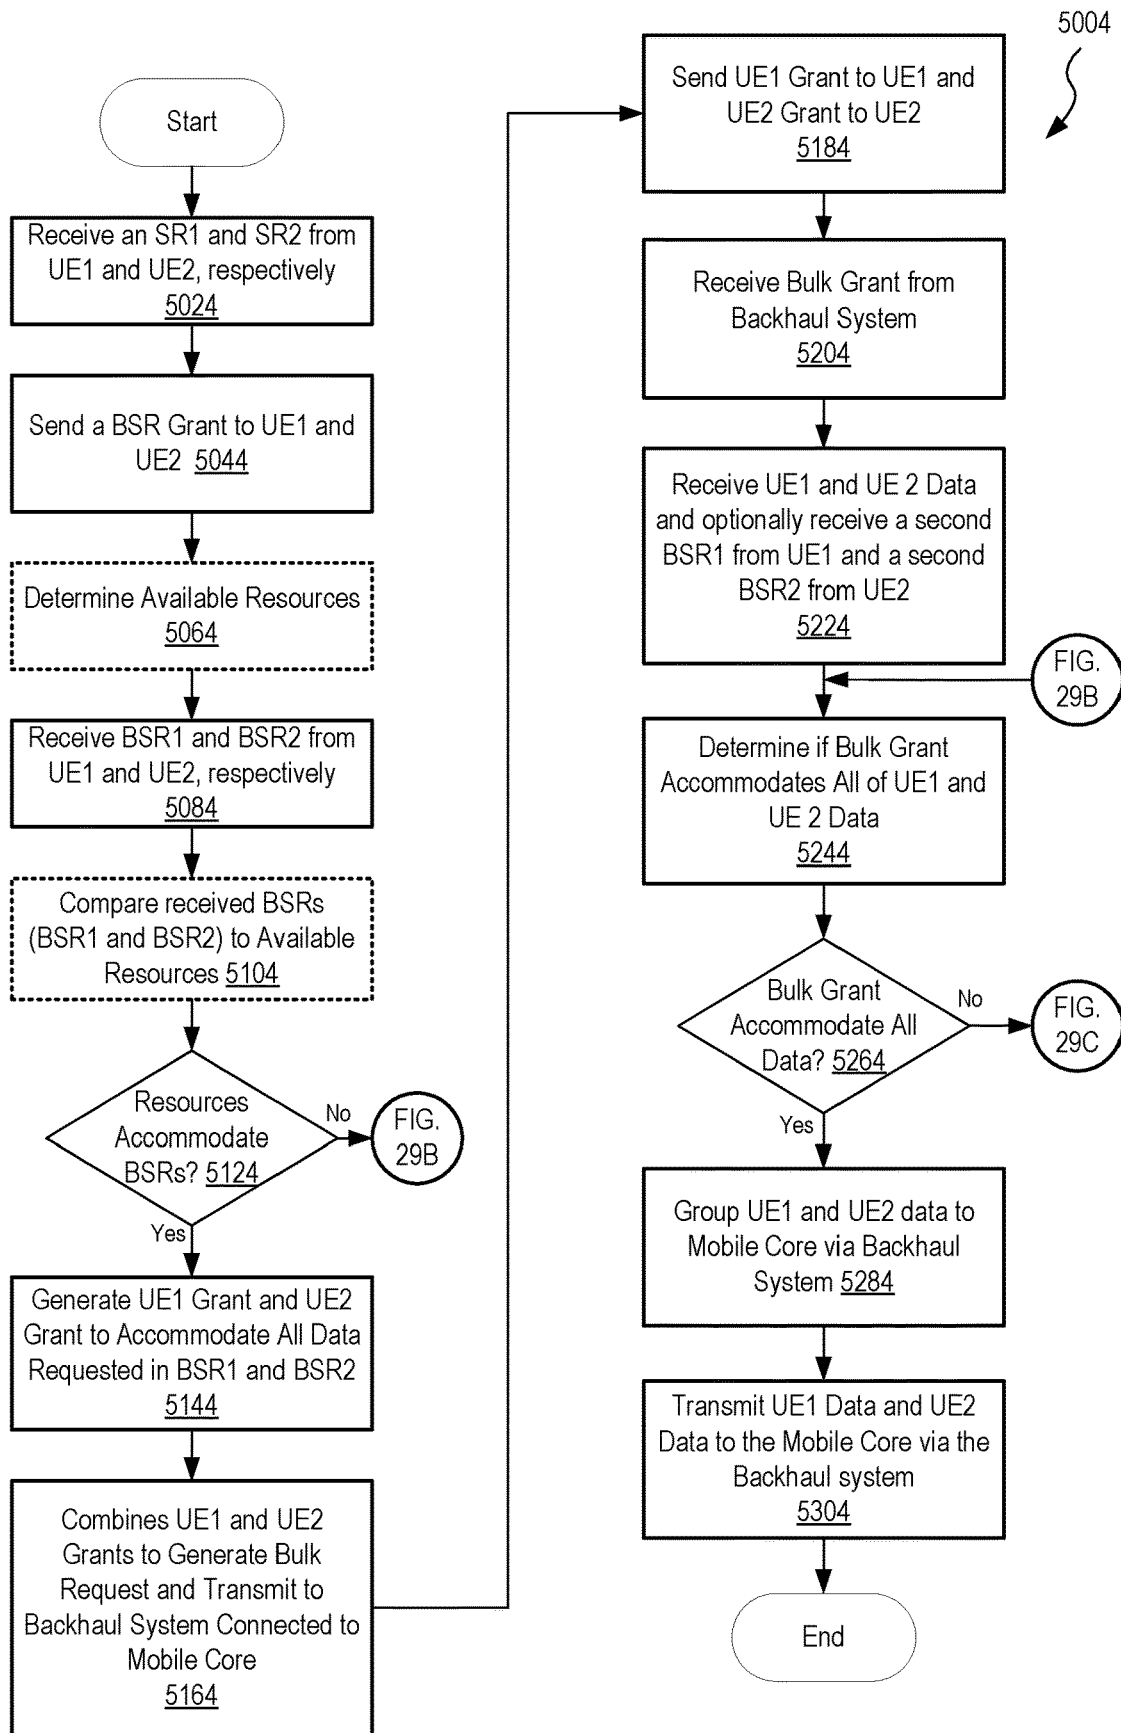 5004
Start
Receive an SR1 and SR2 from
UE1 and UE2, respectively
5024
Send a BSR Grant to UE1 and
UE2 5044
Determine Available Resources
5064
Receive BSR1 and BSR2 from
UE1 and UE2, respectively
5084
Compare received BSRs
(BSR1 and BSR2) to Available
Resources 5104
Resources
Accommodate
BSRs? 5124
No
FIG.
29B
Yes
Generate UE1 Grant and UE2
Grant to Accommodate All Data
Requested in BSR1 and BSR2
5144
Combines UE1 and UE2
Grants to Generate Bulk
Request and Transmit to
Backhaul System Connected to
Mobile Core
5164
Send UE1 Grant to UE1 and
UE2 Grant to UE2
5184
Receive Bulk Grant from
Backhaul System
5204
Receive UE1 and UE 2 Data
and optionally receive a second
BSR1 from UE1 and a second
BSR2 from UE2
5224
FIG.
29B
Determine if Bulk Grant
Accommodates All of UE1 and
UE 2 Data
5244
Bulk Grant
Accommodate All
Data? 5264
No
FIG.
29C
Yes
Group UE1 and UE2 data to
Mobile Core via Backhaul
System 5284
Transmit UE1 Data and UE2
Data to the Mobile Core via the
Backhaul system
5304
End